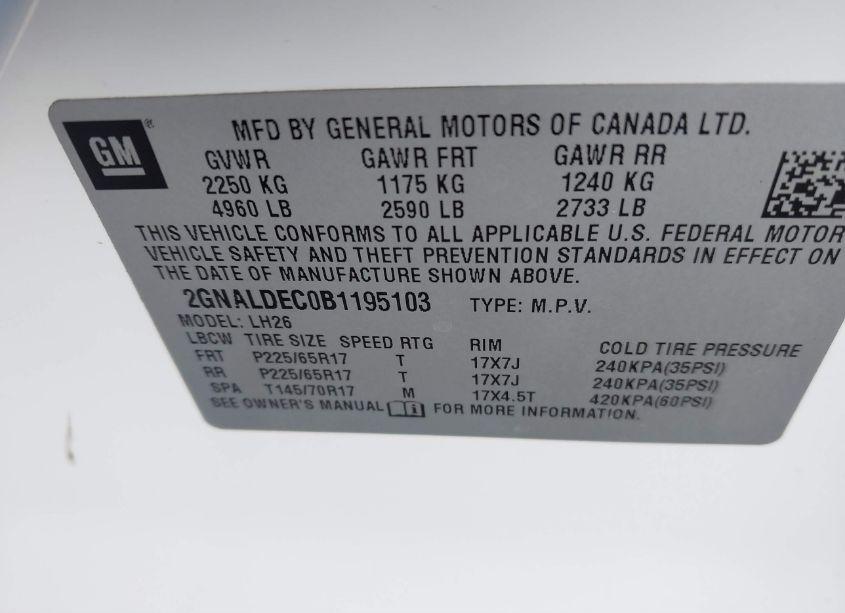 GM®
MFD BY GENERAL MOTORS OF CANADA LTD.
GVWR GAWR FRT GAWR RR
2250 KG 1175 KG 1240 KG
4960 LB 2590 LB 2733 LB
THIS VEHICLE CONFORMS TO ALL APPLICABLE U.S. FEDERAL MOTOR
VEHICLE SAFETY AND THEFT PREVENTION STANDARDS IN EFFECT ON
THE DATE OF MANUFACTURE SHOWN ABOVE.
2GNALDEC0B1195103 TYPE: M.P.V.
MODEL: LH26
LBCW TIRE SIZE SPEED RTG RIM COLD TIRE PRESSURE
FRT P225/65R17 T 17X7J 240KPA(35PSI)
RR P225/65R17 T 17X7J 240KPA(35PSI)
SPA T145/70R17 M 17X4.5T 420KPA(60PSI)
SEE OWNER'S MANUAL FOR MORE INFORMATION.